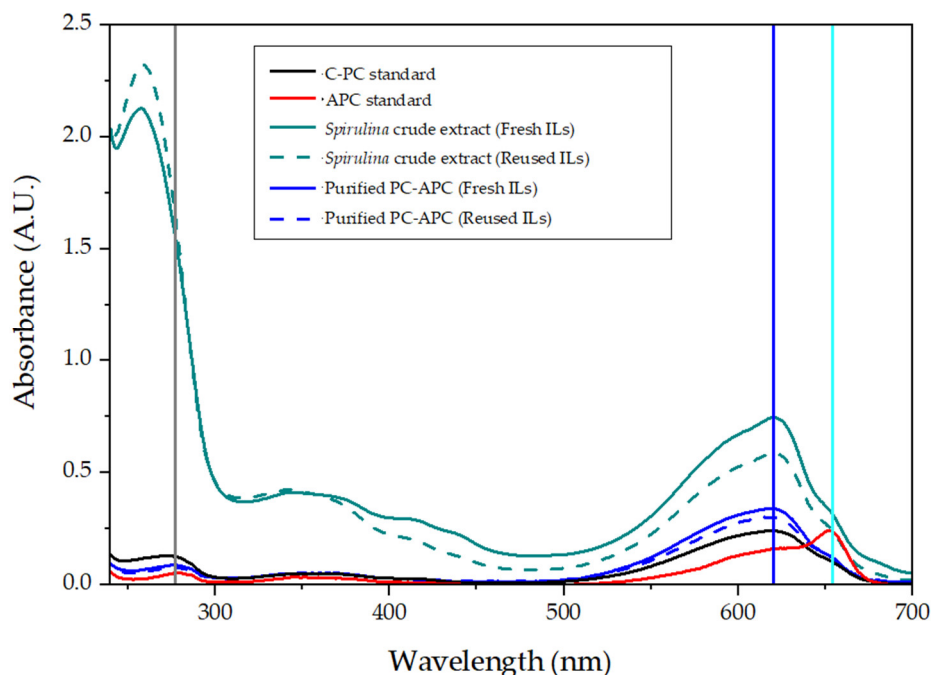 2.5
2.0
1.5
1.0
0.5
0.0
Absorbance (A.U.)
·C-PC standard
·APC standard
Spirulina crude extract (Fresh ILs)
Spirulina crude extract (Reused ILs)
·Purified PC-APC (Fresh ILs)
·Purified PC-APC (Reused ILs)
300 400 500 600 700
Wavelength (nm)